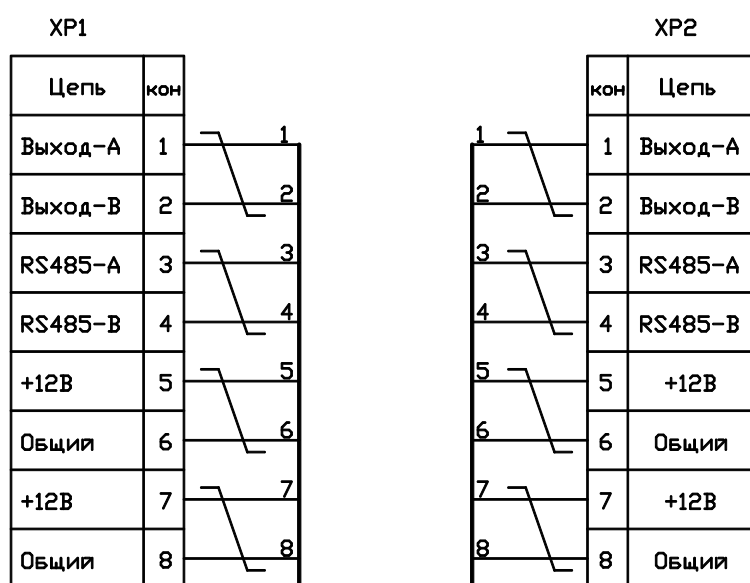 XP1 XP2
Цепь кон кон Цепь
Выход-А 1 1 1 1 Выход-А
Выход-В 2 2 2 2 Выход-В
RS485-A 3 3 3 3 RS485-A
RS485-B 4 4 4 4 RS485-B
+12В 5 5 5 5 +12В
Общий 6 6 6 6 Общий
+12В 7 7 7 7 +12В
Общий 8 8 8 8 Общий